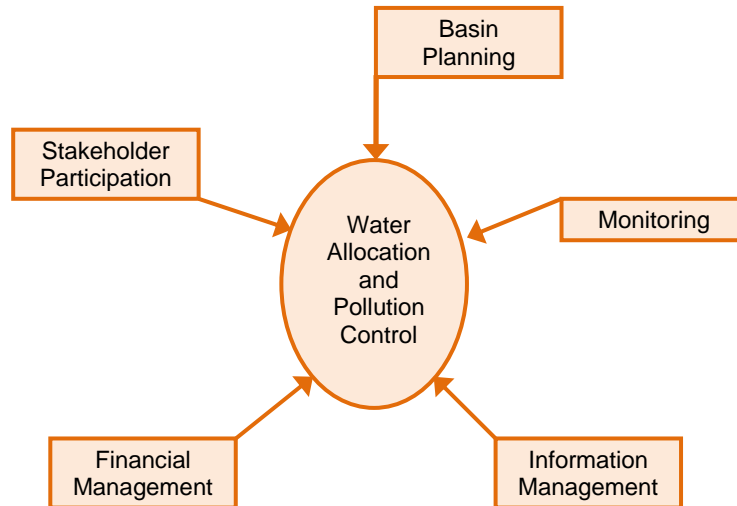 Basin
Planning
Stakeholder
Participation
Monitoring
Water
Allocation
and
Pollution
Control
Financial
Management
Information
Management